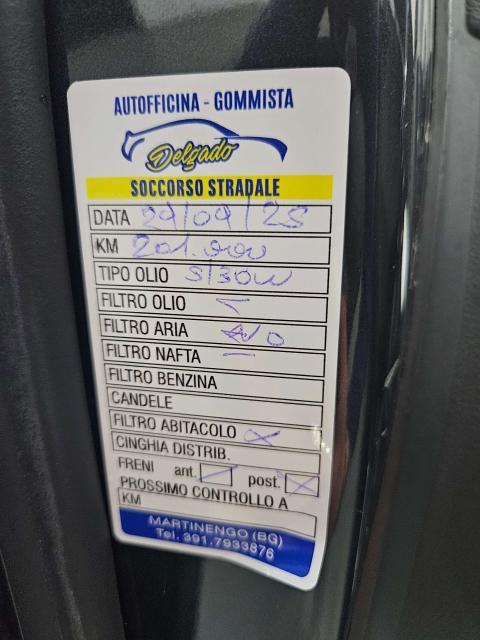 AUTOFFICINA - GOMMISTA
Delgado
SOCCORSO STRADALE
DATA 29/09/25
KM 201.000
TIPO OLIO 5/30W
FILTRO OLIO
FILTRO ARIA NO
FILTRO NAFTA —
FILTRO BENZINA
CANDELE
FILTRO ABITACOLO X
CINGHIA DISTRIB.
FRENI ant. post. X
PROSSIMO CONTROLLO A
KM
MARTINENGO (BG)
Tel. 391.7933876